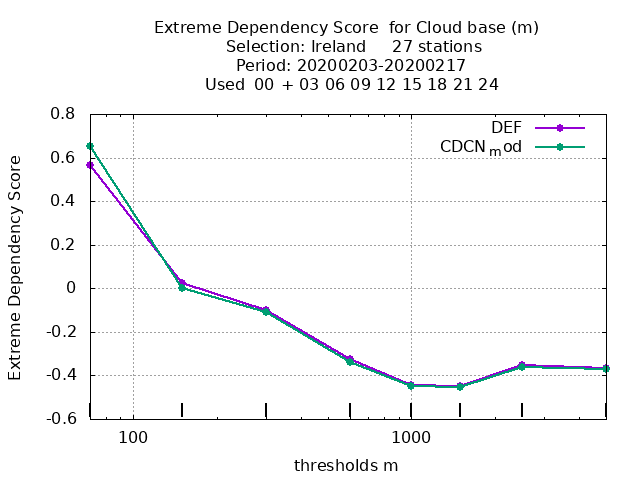 Extreme Dependency Score  for Cloud base (m)
Selection: Ireland     27 stations
Period: 20200203-20200217
Used  00 + 03 06 09 12 15 18 21 24
DEF
CDCNmod
0.8
0.6
0.4
0.2
0
-0.2
-0.4
-0.6
Extreme Dependency Score
100
1000
thresholds m